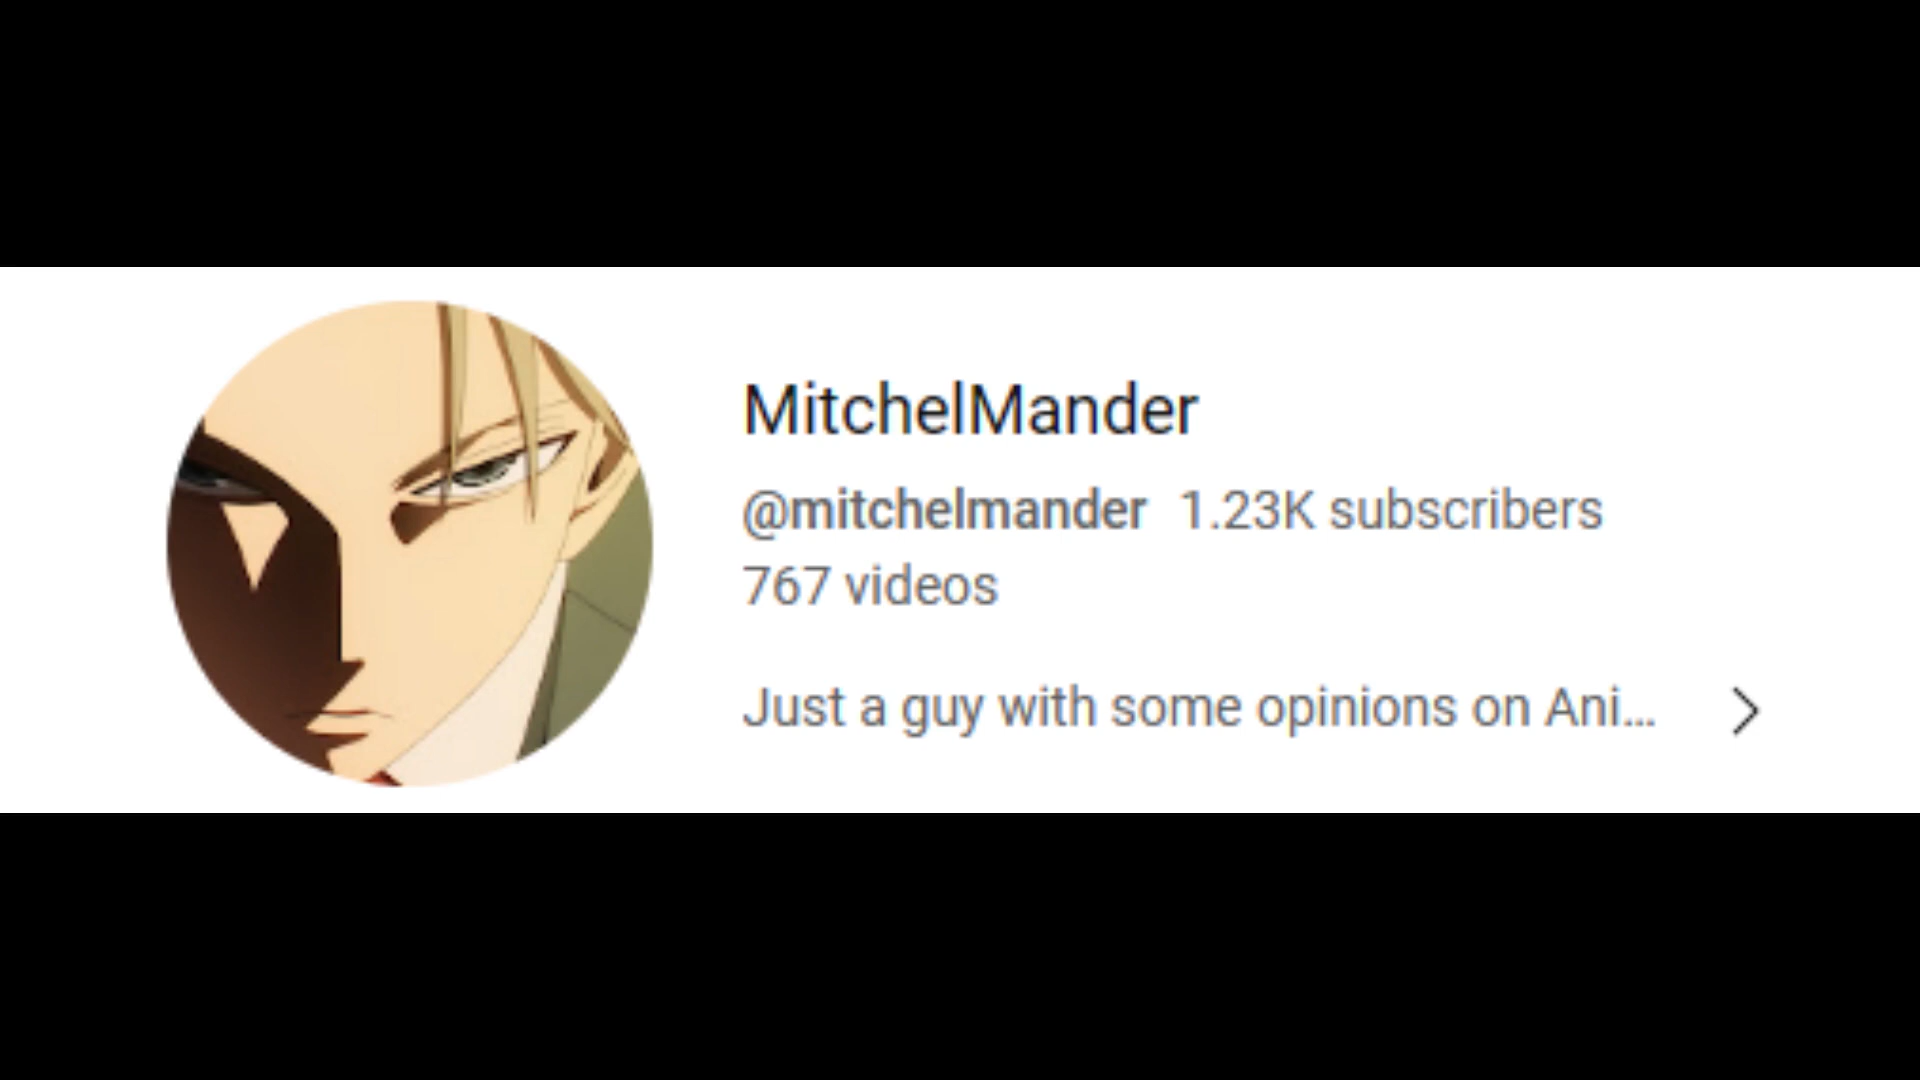 MitchelMander
@mitchelmander 1.23K subscribers
767 videos
Just a guy with some opinions on Ani...